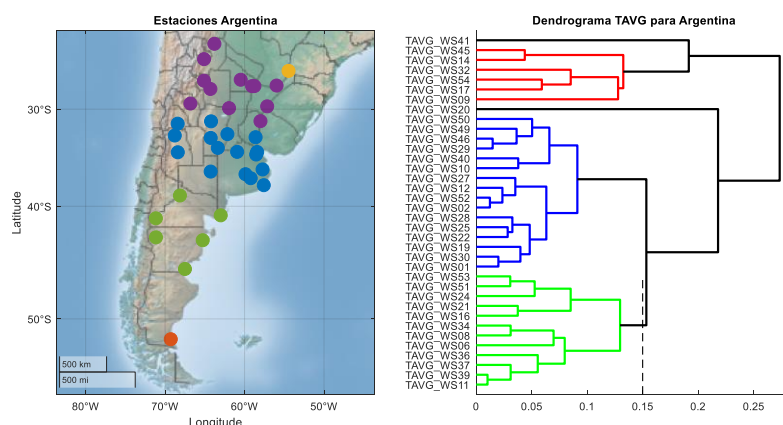 Estaciones Argentina
30°S
40°S
50°S
Latitude
500 km
500 mi
80°W
70°W
60°W
50°W
Longitude
Dendrograma TAVG para Argentina
TAVG_WS41
TAVG_WS45
TAVG_WS14
TAVG_WS32
TAVG_WS54
TAVG_WS17
TAVG_WS09
TAVG_WS20
TAVG_WS50
TAVG_WS49
TAVG_WS46
TAVG_WS29
TAVG_WS40
TAVG_WS10
TAVG_WS27
TAVG_WS12
TAVG_WS52
TAVG_WS02
TAVG_WS28
TAVG_WS25
TAVG_WS22
TAVG_WS19
TAVG_WS30
TAVG_WS01
TAVG_WS53
TAVG_WS51
TAVG_WS24
TAVG_WS21
TAVG_WS16
TAVG_WS34
TAVG_WS08
TAVG_WS06
TAVG_WS36
TAVG_WS37
TAVG_WS39
TAVG_WS11
0
0.05
0.1
0.15
0.2
0.25